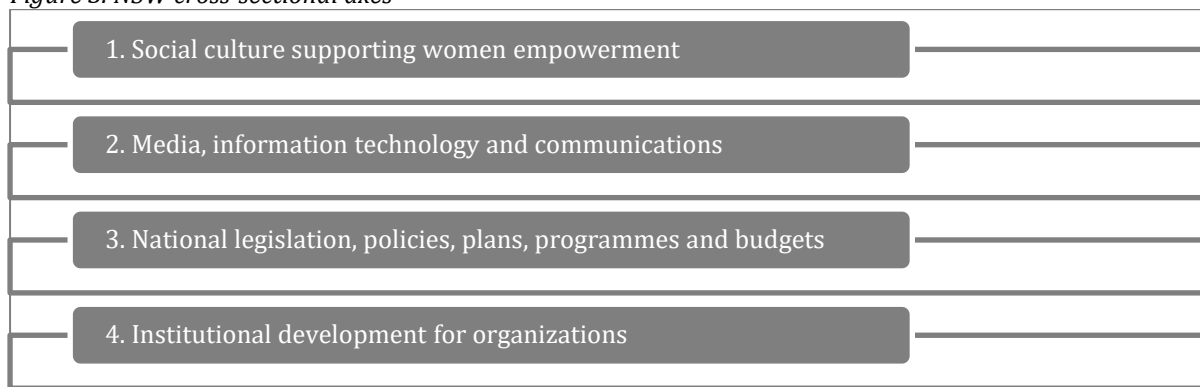 1. Social culture supporting women empowerment
2. Media, information technology and communications
3. National legislation, policies, plans, programmes and budgets
4. Institutional development for organizations